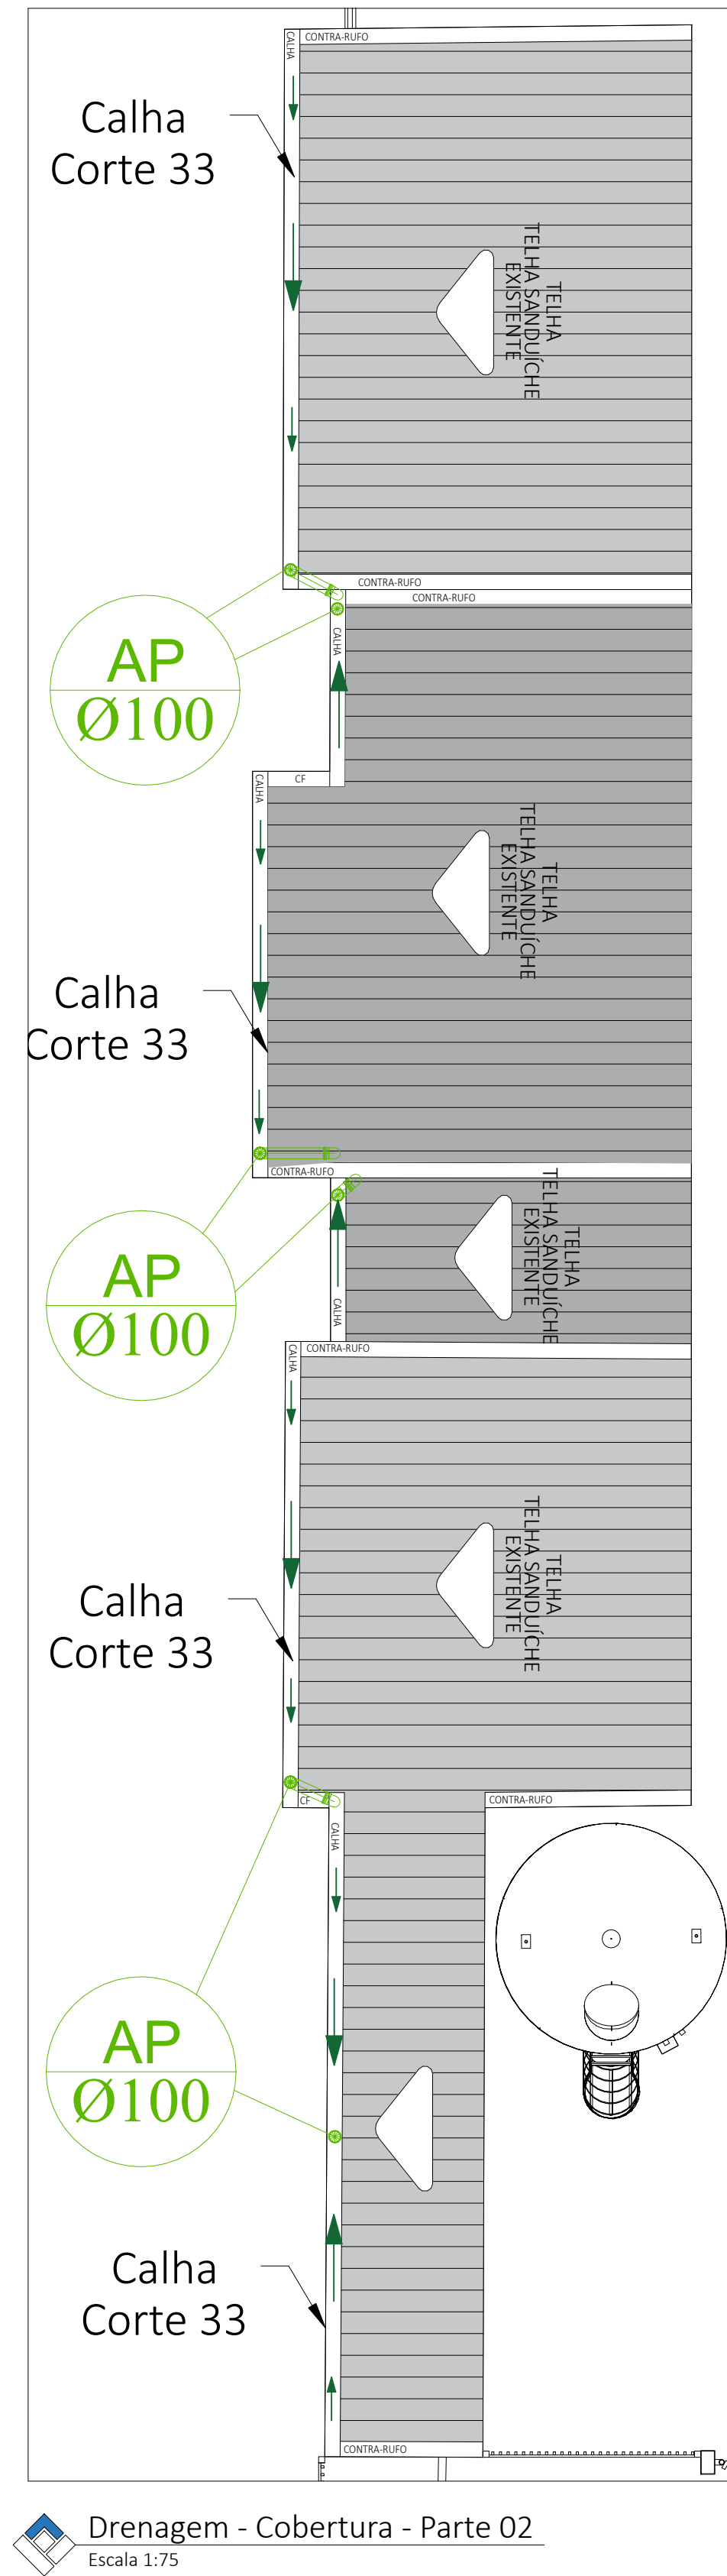 CONTRA-RUFO
CALHA
Calha
Corte 33
TELHA
TELHA SANDUÍCHE
EXISTENTE
CONTRA-RUFO
CONTRA-RUFO
CALHA
AP
Ø100
CF
CALHA
TELHA
TELHA SANDUÍCHE
EXISTENTE
Calha
Corte 33
CONTRA-RUFO
TELHA
TELHA SANDUÍCHE
EXISTENTE
AP
Ø100
CALHA
CONTRA-RUFO
CALHA
TELHA
TELHA SANDUÍCHE
EXISTENTE
Calha
Corte 33
CF
CONTRA-RUFO
CALHA
AP
Ø100
Calha
Corte 33
CONTRA-RUFO
Drenagem - Cobertura - Parte 02
Escala 1:75